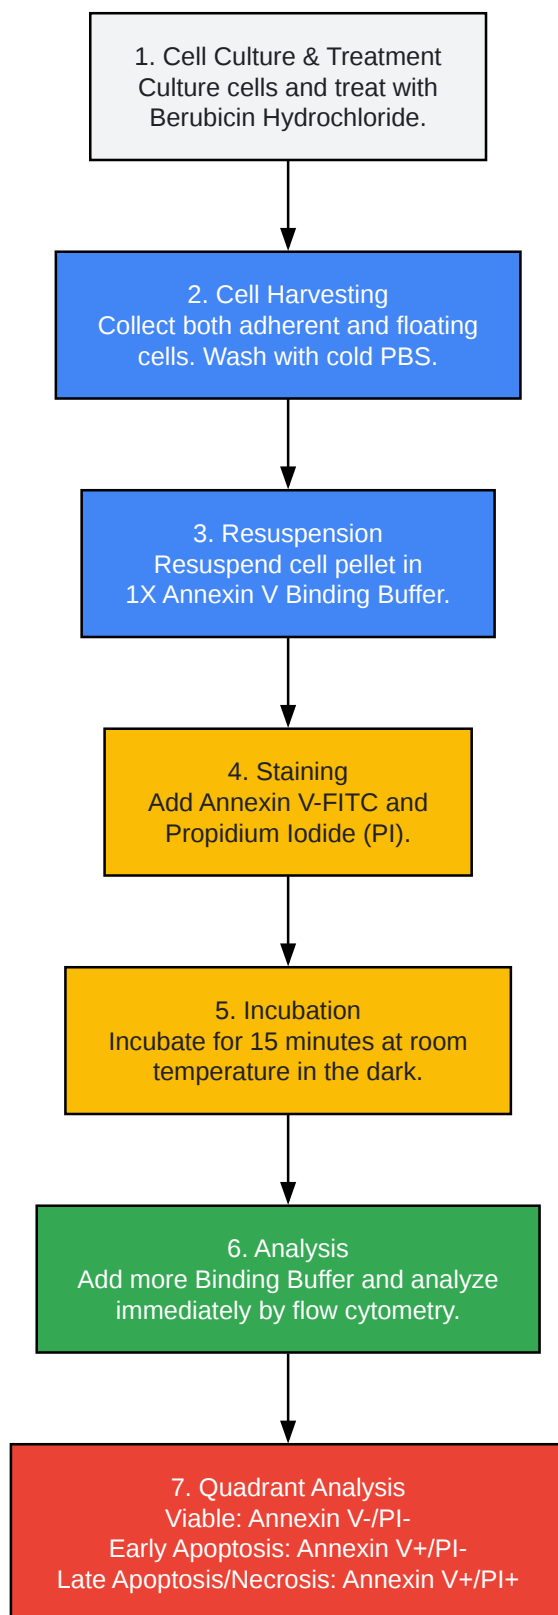 1. Cell Culture & Treatment
Culture cells and treat with
Berubicin Hydrochloride.
2. Cell Harvesting
Collect both adherent and floating
cells. Wash with cold PBS.
3. Resuspension
Resuspend cell pellet in
1X Annexin V Binding Buffer.
4. Staining
Add Annexin V-FITC and
Propidium Iodide (PI).
5. Incubation
Incubate for 15 minutes at room
temperature in the dark.
6. Analysis
Add more Binding Buffer and analyze
immediately by flow cytometry.
7. Quadrant Analysis
Viable: Annexin V-/PI-
Early Apoptosis: Annexin V+/PI-
Late Apoptosis/Necrosis: Annexin V+/PI+